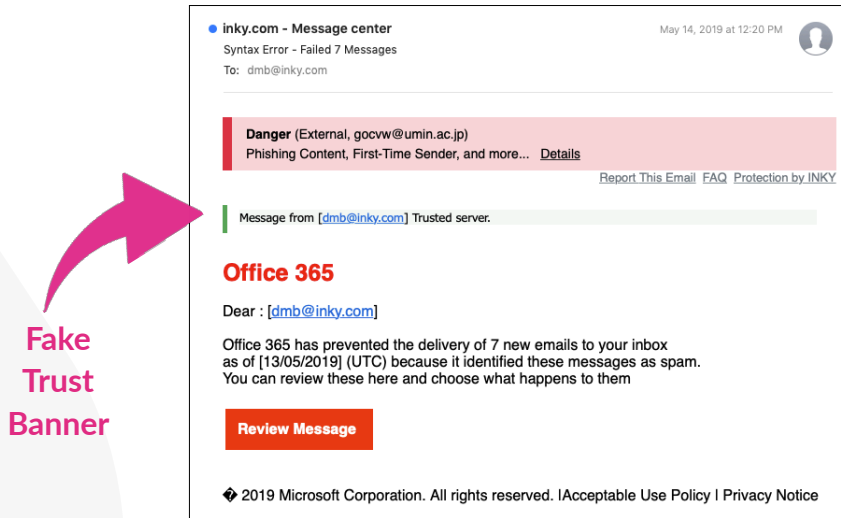 inky.com - Message center
May 14, 2019 at 12:20 PM
Syntax Error - Failed 7 Messages
To: dmb@inky.com
Danger (External, gocvw@umin.ac.jp)
Phishing Content, First-Time Sender, and more... Details
Report This Email FAQ Protection by INKY
Message from [dmb@inky.com] Trusted server.
Office 365
Dear : [dmb@inky.com]
Office 365 has prevented the delivery of 7 new emails to your inbox
as of [13/05/2019] (UTC) because it identified these messages as spam.
You can review these here and choose what happens to them
Review Message
� 2019 Microsoft Corporation. All rights reserved. lAcceptable Use Policy l Privacy Notice
Fake
Trust
Banner